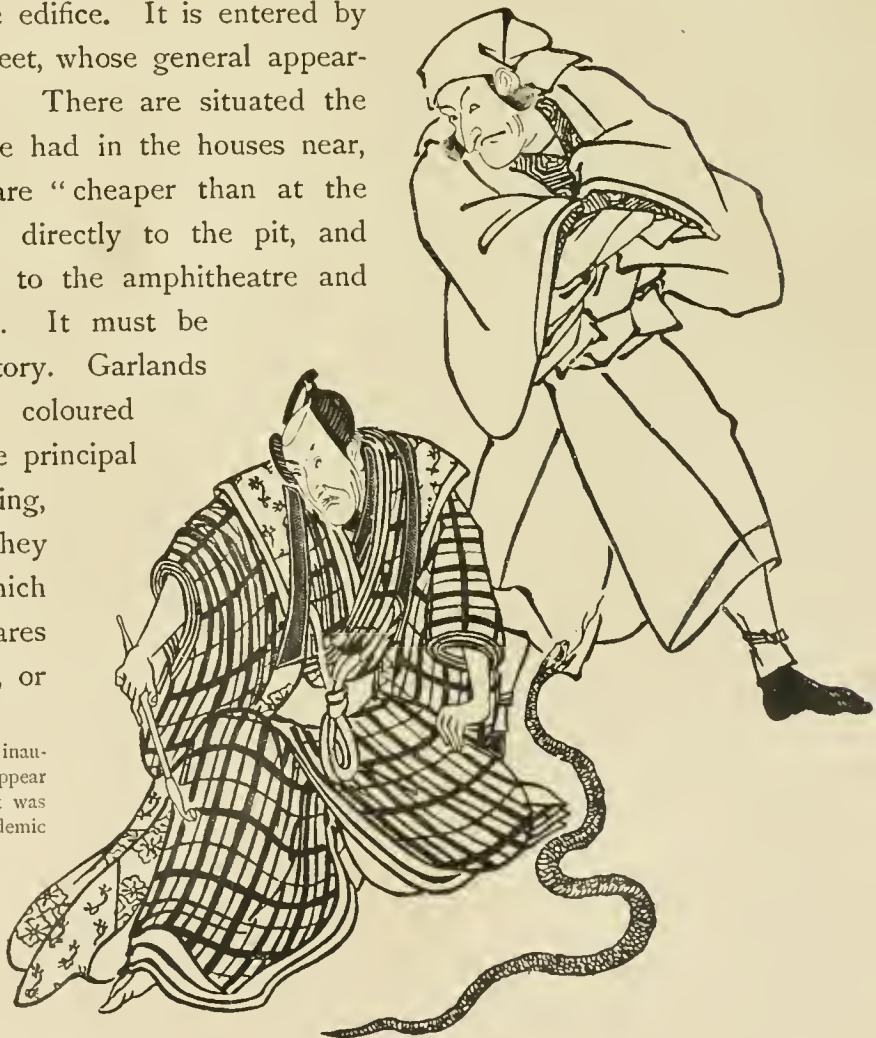 e edifice. It is entered by
eet, whose general appear-
There are situated the
e had in the houses near,
are “cheaper than at the
directly to the pit, and
to the amphitheatre and
. It must be
tory. Garlands
coloured
e principal
ing,
hey
hich
ares
, or
inau-
ppear
t was
demic